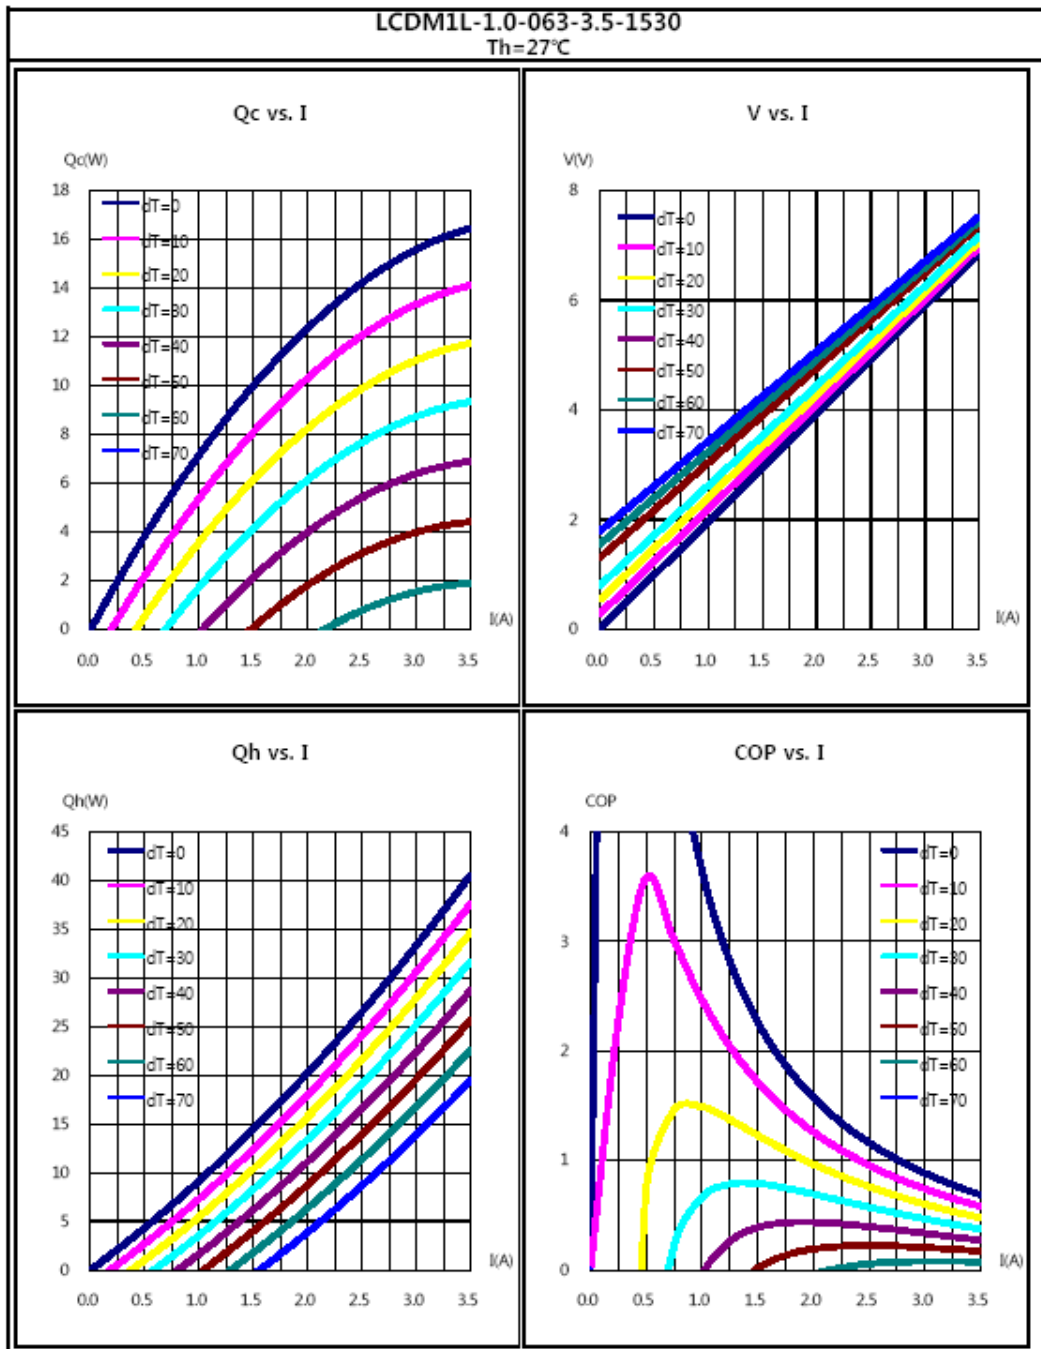 LCDM1L-1.0-063-3.5-1530
Th=27℃
Qc vs. I
Qc(W)
18
16
14
12
10
8
6
4
2
0
dT=0
dT=10
dT=20
dT=30
dT=40
dT=50
dT=60
dT=70
I(A)
0.0 0.5 1.0 1.5 2.0 2.5 3.0 3.5
V vs. I
V(V)
8
6
4
2
0
dT=0
dT=10
dT=20
dT=30
dT=40
dT=50
dT=60
dT=70
I(A)
0.0 0.5 1.0 1.5 2.0 2.5 3.0 3.5
Qh vs. I
Qh(W)
45
40
35
30
25
20
15
10
5
0
dT=0
dT=10
dT=20
dT=30
dT=40
dT=50
dT=60
dT=70
I(A)
0.0 0.5 1.0 1.5 2.0 2.5 3.0 3.5
COP vs. I
COP
4
3
2
1
0
dT=0
dT=10
dT=20
dT=30
dT=40
dT=50
dT=60
dT=70
I(A)
0.0 0.5 1.0 1.5 2.0 2.5 3.0 3.5